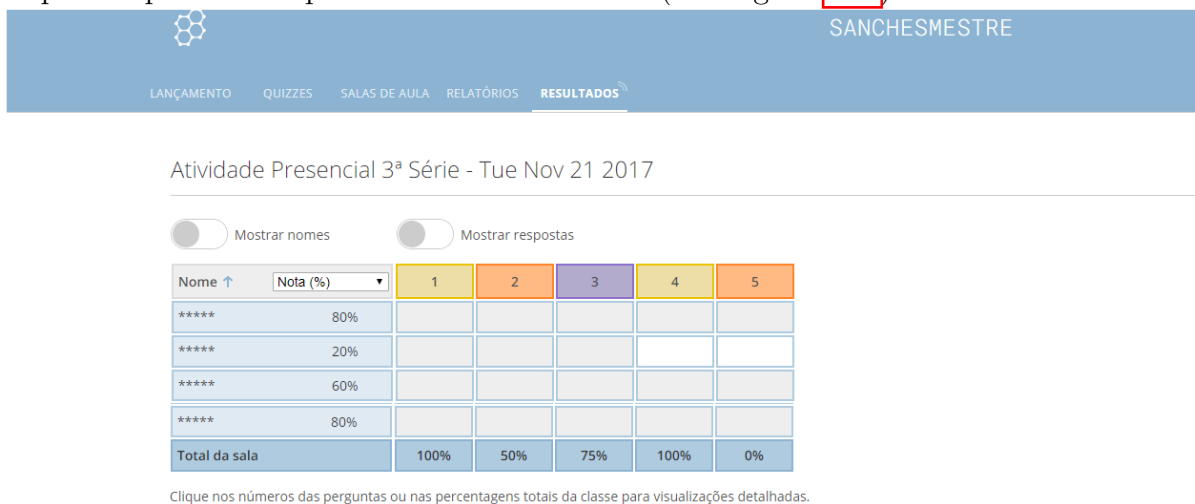 SANCHESMESTRE
LANÇAMENTO QUIZZES SALAS DE AULA RELATÓRIOS RESULTADOS
Atividade Presencial 3ª Série - Tue Nov 21 2017
Mostrar nomes Mostrar respostas
Nome ↑ Nota (%) 1 2 3 4 5
***** 80%
***** 20%
***** 60%
***** 80%
Total da sala 100% 50% 75% 100% 0%
Clique nos números das perguntas ou nas percentagens totais da classe para visualizações detalhadas.